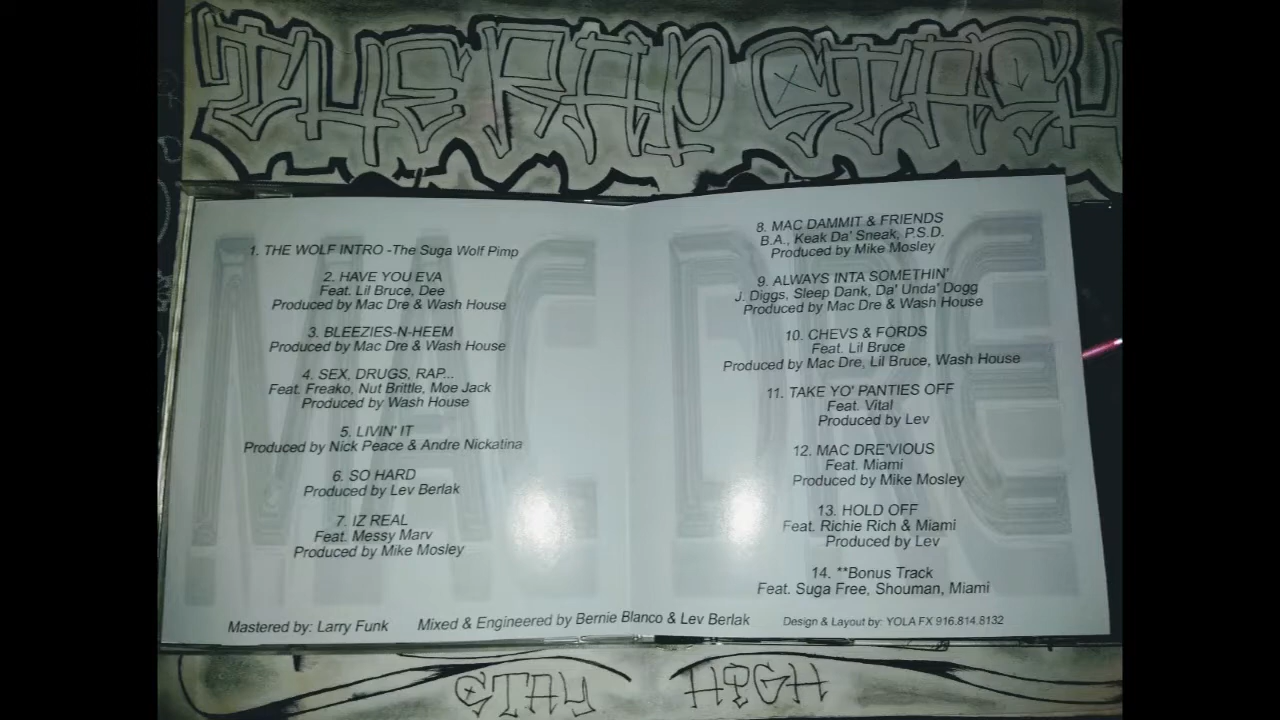 THE RAP STASH
MAC DRE
1. THE WOLF INTRO -The Suga Wolf Pimp
2. HAVE YOU EVA
Feat. Lil Bruce, Dee
Produced by Mac Dre & Wash House
3. BLEEZIES-N-HEEM
Produced by Mac Dre & Wash House
4. SEX, DRUGS, RAP...
Feat. Freako, Nut Brittle, Moe Jack
Produced by Wash House
5. LIVIN' IT
Produced by Nick Peace & Andre Nickatina
6. SO HARD
Produced by Lev Berlak
7. IZ REAL
Feat. Messy Marv
Produced by Mike Mosley
8. MAC DAMMIT & FRIENDS
B.A., Keak Da' Sneak, P.S.D.
Produced by Mike Mosley
9. ALWAYS INTA SOMETHIN'
J. Diggs, Sleep Dank, Da' Unda' Dogg
Produced by Mac Dre & Wash House
10. CHEVS & FORDS
Feat. Lil Bruce
Produced by Mac Dre, Lil Bruce, Wash House
11. TAKE YO' PANTIES OFF
Feat. Vital
Produced by Lev
12. MAC DRE'VIOUS
Feat. Miami
Produced by Mike Mosley
13. HOLD OFF
Feat. Richie Rich & Miami
Produced by Lev
14. **Bonus Track
Feat. Suga Free, Shouman, Miami
Mastered by: Larry Funk Mixed & Engineered by Bernie Blanco & Lev Berlak Design & Layout by: YOLA FX 916.814.8132
STAY HIGH